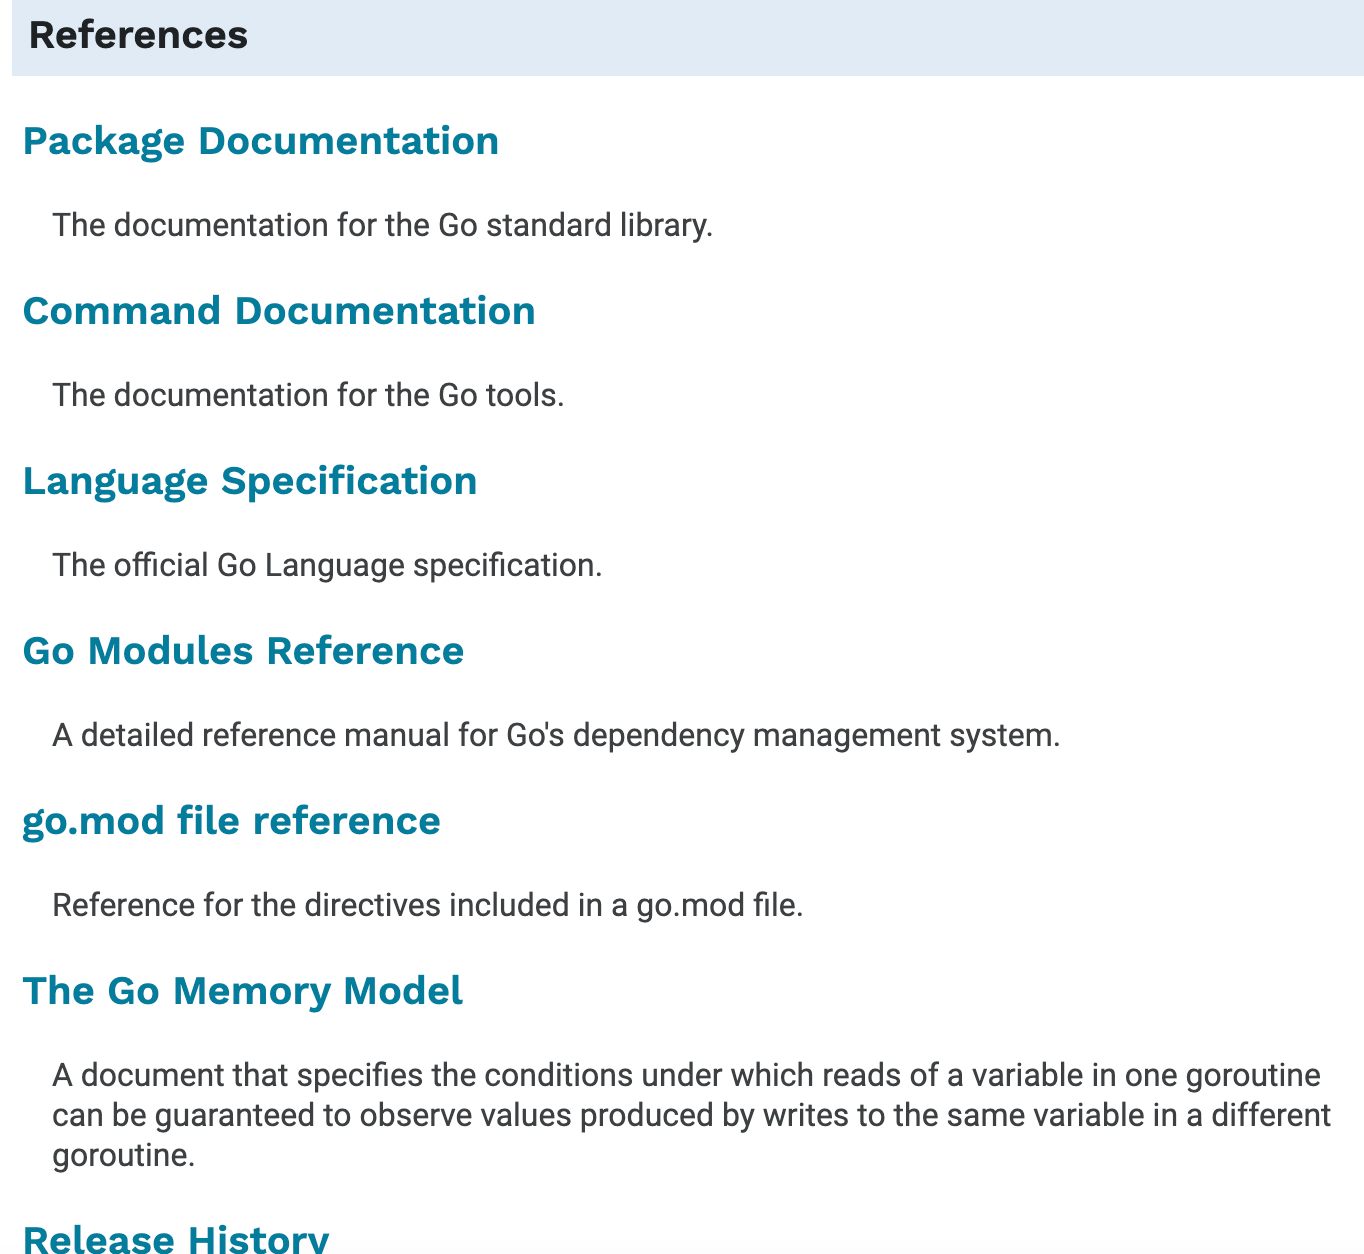 References
Package Documentation
The documentation for the Go standard library.
Command Documentation
The documentation for the Go tools.
Language Specification
The official Go Language specification.
Go Modules Reference
A detailed reference manual for Go's dependency management system.
go.mod file reference
Reference for the directives included in a go.mod file.
The Go Memory Model
A document that specifies the conditions under which reads of a variable in one goroutine
can be guaranteed to observe values produced by writes to the same variable in a different
goroutine.
Release History